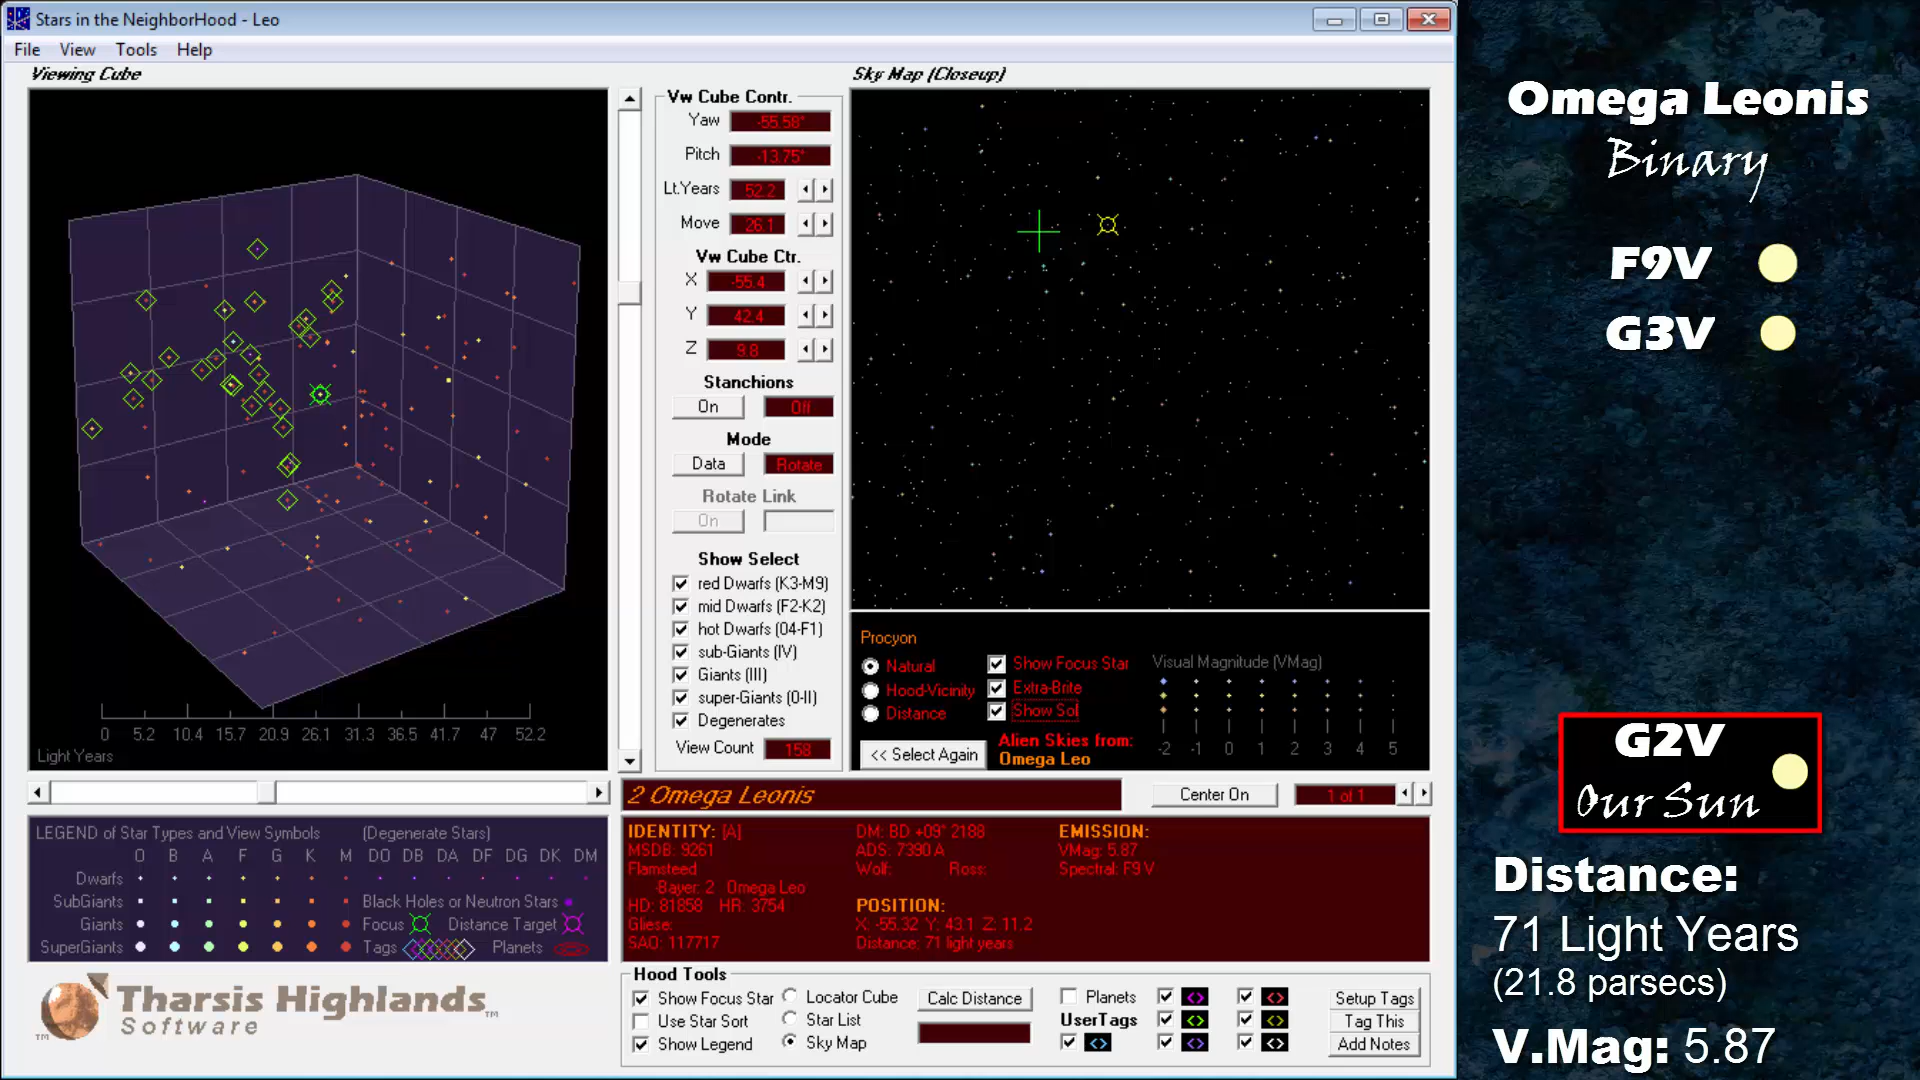 Stars in the NeighborHood - Leo
File View Tools Help
Viewing Cube
Sky Map (Closeup)
Vw Cube Contr.
Yaw -55.58°
Pitch -13.75°
Lt.Years 52.2
Move 26.1
Vw Cube Ctr.
X -55.4
Y 42.4
Z 9.8
Stanchions
On Off
Mode
Data Rotate
Rotate Link
On
Show Select
red Dwarfs (K3-M9)
mid Dwarfs (F2-K2)
hot Dwarfs (04-F1)
sub-Giants (IV)
Giants (III)
super-Giants (0-II)
Degenerates
View Count 158
0 5.2 10.4 15.7 20.9 26.1 31.3 36.5 41.7 47 52.2
Light Years
Procyon
Natural
Hood-Vicinity
Distance
Show Focus Star
Extra-Brite
Show Sol
Visual Magnitude (VMag)
-2 -1 0 1 2 3 4 5
<< Select Again
Alien Skies from:
Omega Leo
2 Omega Leonis
Center On
1 of 1
IDENTITY: [A]
MSDB: 9261
Flamsteed
-Bayer: 2 Omega Leo
HD: 81858 HR: 3754
Gliese:
SAO: 117717
DM: BD +09° 2188
ADS: 7390 A
Wolf: Ross:
POSITION:
X: -55.32 Y: 43.1 Z: 11.2
Distance: 71 light years
EMISSION:
VMag: 5.87
Spectral: F9 V
LEGEND of Star Types and View Symbols (Degenerate Stars)
O B A F G K M DO DB DA DF DG DK DM
Dwarfs
SubGiants Black Holes or Neutron Stars
Giants Focus Distance Target
SuperGiants Tags Planets
Tharsis Highlands™
Software
™
Hood Tools
Show Focus Star
Use Star Sort
Show Legend
Locator Cube
Star List
Sky Map
Calc Distance
Planets
UserTags
Setup Tags
Tag This
Add Notes
Omega Leonis
Binary
F9V
G3V
G2V
Our Sun
Distance:
71 Light Years
(21.8 parsecs)
V.Mag: 5.87